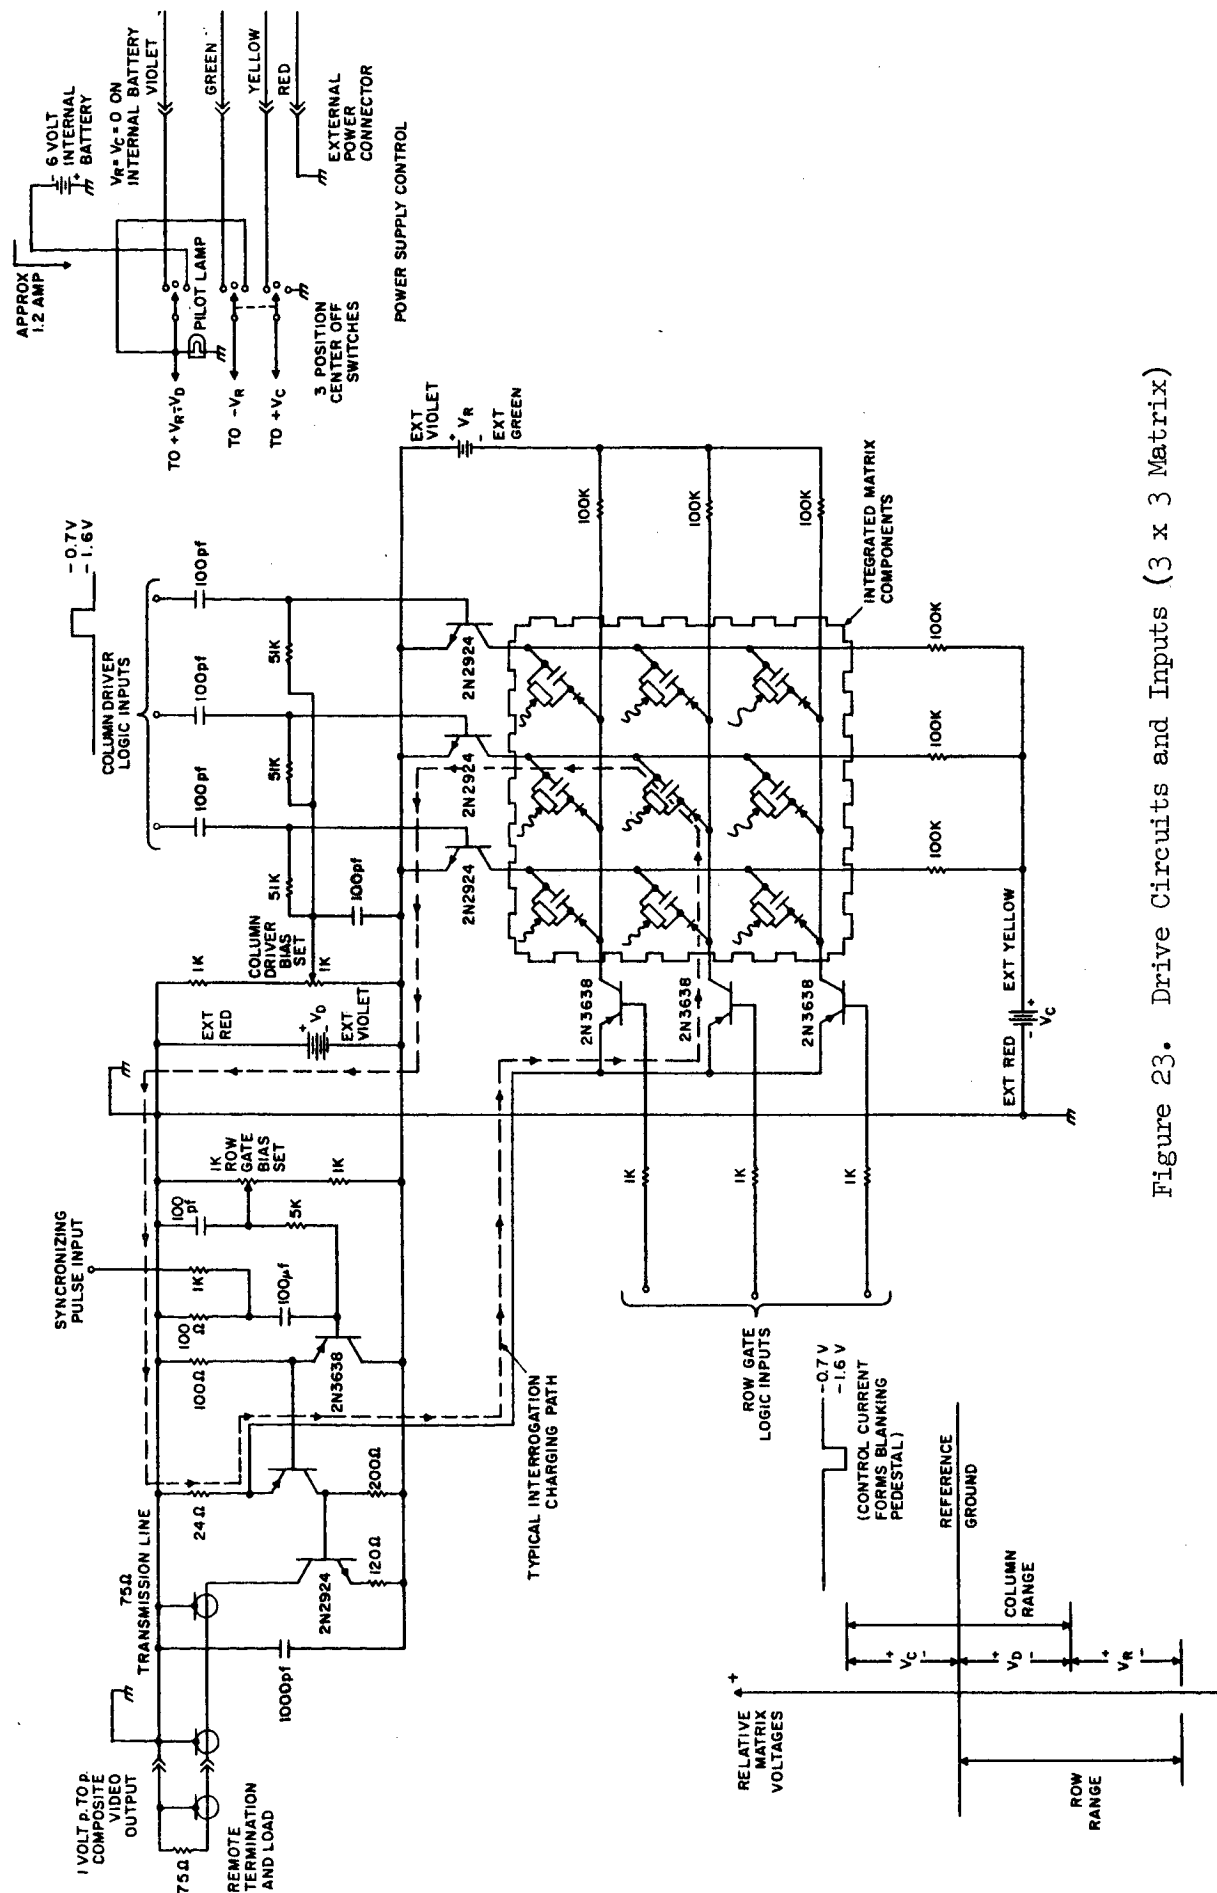 1 VOLT p. TO p.
COMPOSITE
VIDEO
OUTPUT
75Ω
REMOTE
TERMINATION
AND LOAD
75Ω
TRANSMISSION LINE
1000pf
24Ω
2N2924
120Ω
200Ω
SYNCRONIZING
PULSE INPUT
100Ω
100
Ω
1K
100
pf
100µf
5K
2N3638
1K
ROW
GATE
BIAS
SET
1K
EXT
RED
+
VD
-
EXT
VIOLET
1K
COLUMN
DRIVER
BIAS
SET
1K
100pf
51K
51K
51K
100pf
100pf
100pf
COLUMN DRIVER
LOGIC INPUTS
-0.7V
-1.6V
2N2924
2N2924
2N2924
EXT
VIOLET
+
VR
-
EXT
GREEN
100K
100K
100K
INTEGRATED MATRIX
COMPONENTS
2N3638
2N3638
2N3638
100K
100K
100K
EXT RED
EXT YELLOW
-
+
VC
1K
1K
1K
ROW GATE
LOGIC INPUTS
TYPICAL INTERROGATION
CHARGING PATH
-0.7 V
-1.6 V
(CONTROL CURRENT
FORMS BLANKING
PEDESTAL)
RELATIVE
MATRIX
VOLTAGES
+
REFERENCE
GROUND
+
VC
-
+
VD
-
+
VR
-
COLUMN
RANGE
ROW
RANGE
APPROX
1.2 AMP
- 6 VOLT
INTERNAL
+ BATTERY
VR=VC=0 ON
INTERNAL BATTERY
VIOLET
GREEN
YELLOW
RED
PILOT LAMP
TO +VR-VD
TO -VR
TO +VC
3 POSITION
CENTER OFF
SWITCHES
EXTERNAL
POWER
CONNECTOR
POWER SUPPLY CONTROL
Figure 23. Drive Circuits and Inputs (3 x 3 Matrix)